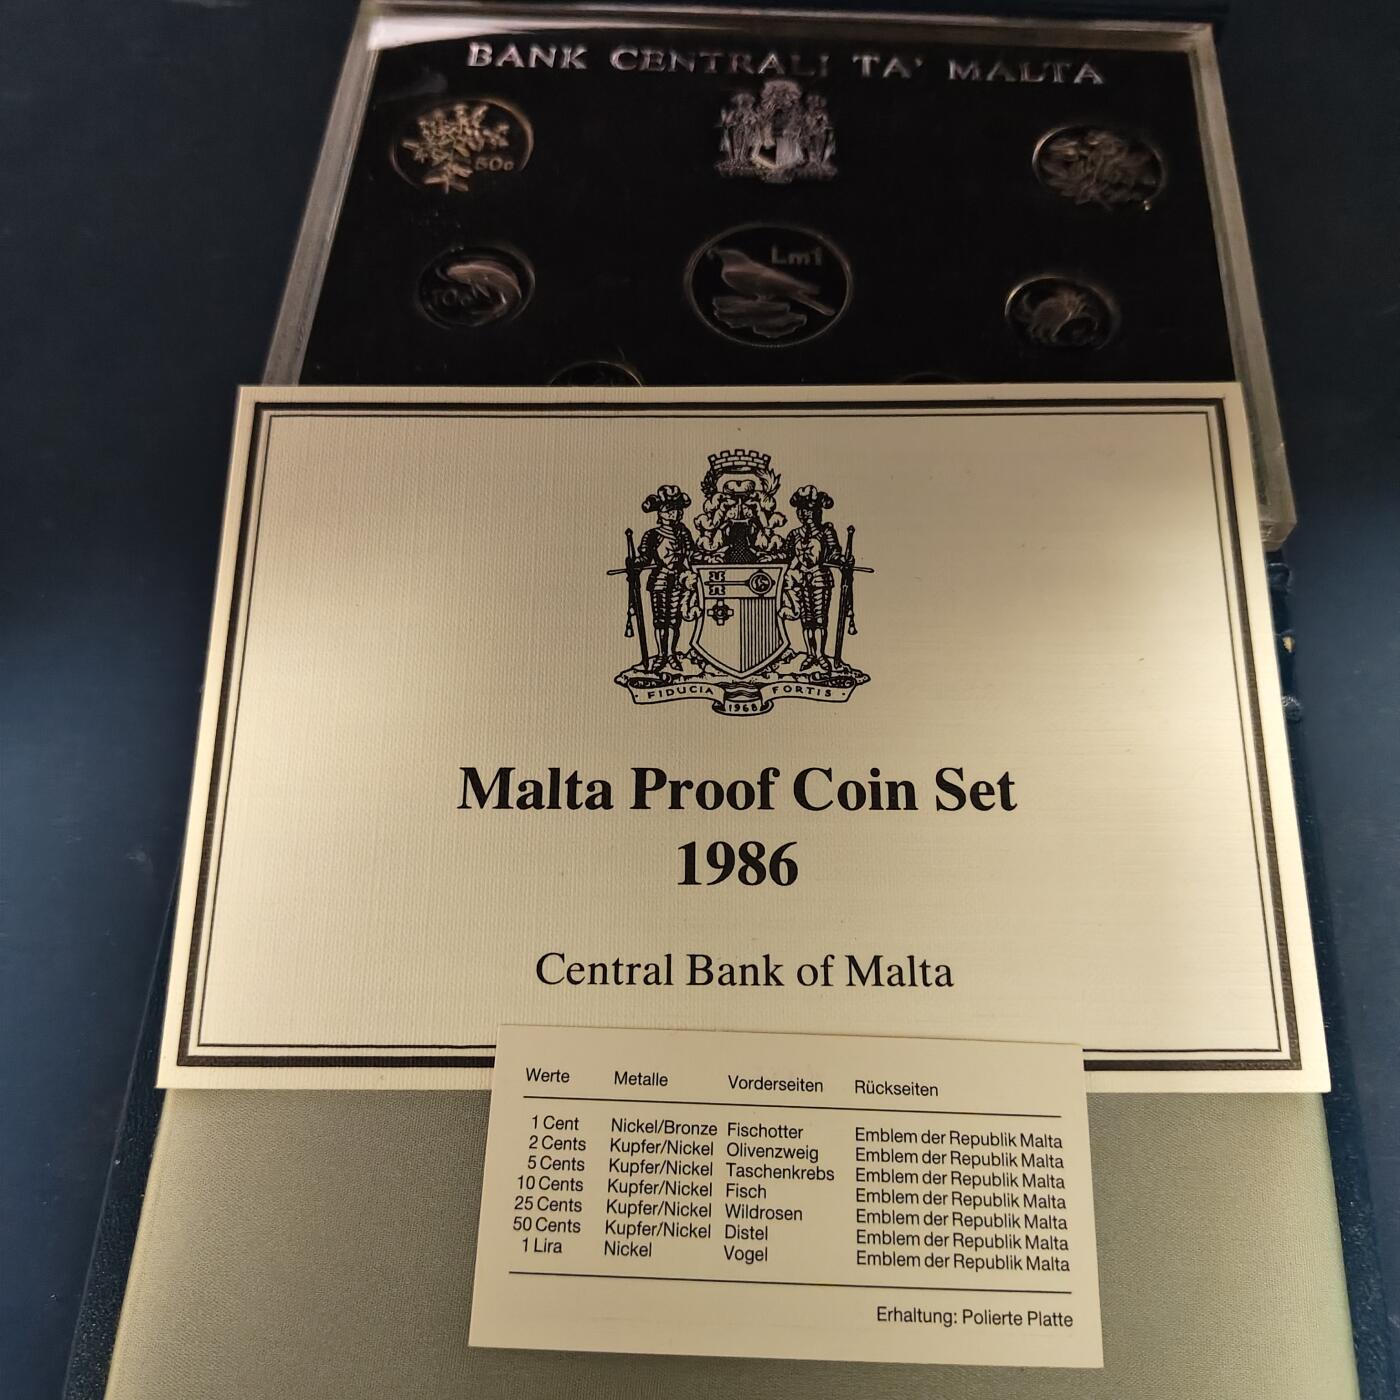 BANK CENTRALI TA' MALTA
50c
Lm1
10c
FIDUCIA FORTIS
1968
Malta Proof Coin Set
1986
Central Bank of Malta
Werte Metalle Vorderseiten Rückseiten
1 Cent Nickel/Bronze Fischotter Emblem der Republik Malta
2 Cents Kupfer/Nickel Olivenzweig Emblem der Republik Malta
5 Cents Kupfer/Nickel Taschenkrebs Emblem der Republik Malta
10 Cents Kupfer/Nickel Fisch Emblem der Republik Malta
25 Cents Kupfer/Nickel Wildrosen Emblem der Republik Malta
50 Cents Kupfer/Nickel Distel Emblem der Republik Malta
1 Lira Nickel Vogel Emblem der Republik Malta
Erhaltung: Polierte Platte